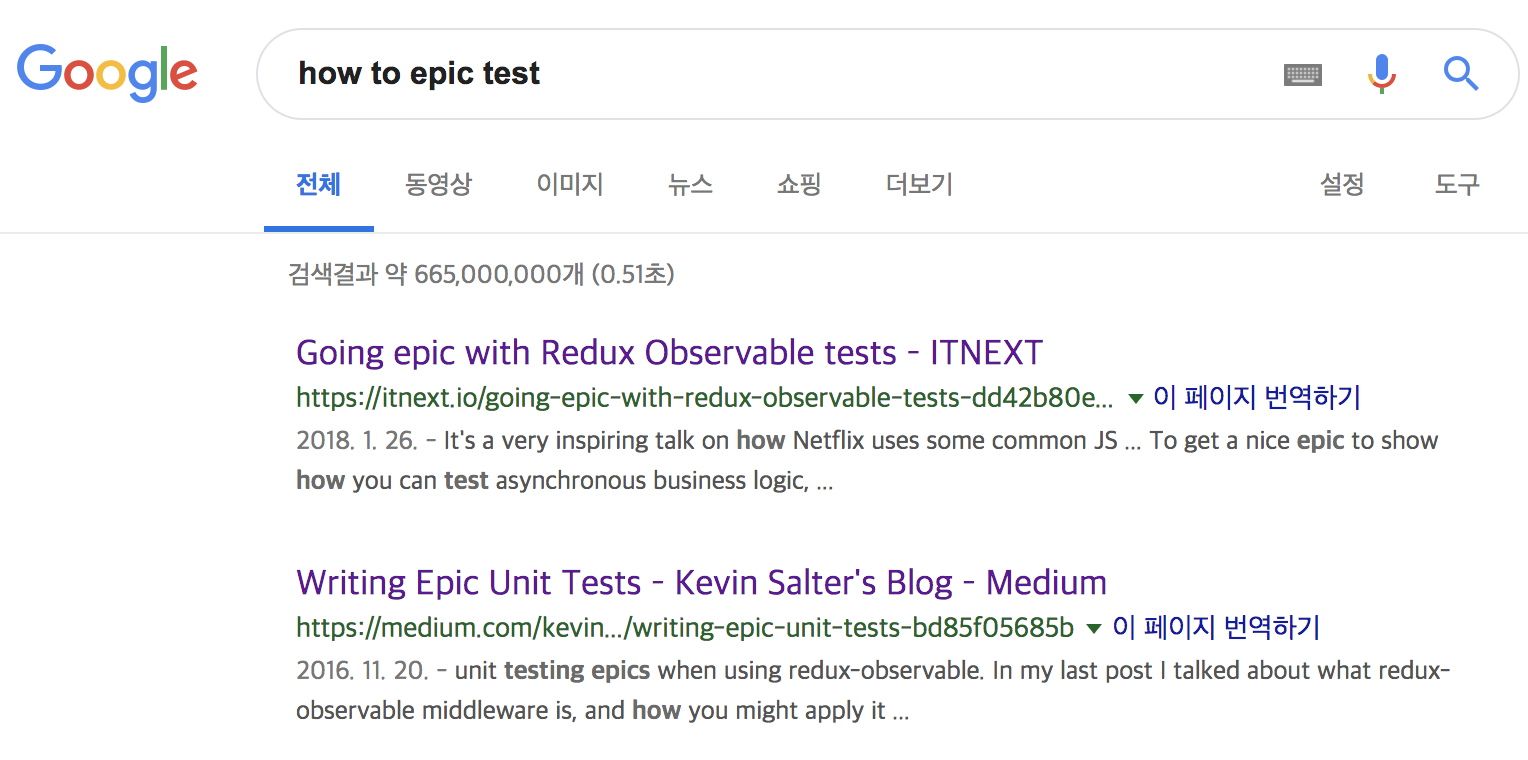 Google
how to epic test
전체 동영상 이미지 뉴스 쇼핑 더보기 설정 도구
검색결과 약 665,000,000개 (0.51초)
Going epic with Redux Observable tests - ITNEXT
https://itnext.io/going-epic-with-redux-observable-tests-dd42b80e... 이 페이지 번역하기
2018. 1. 26. - It's a very inspiring talk on how Netflix uses some common JS ... To get a nice epic to show
how you can test asynchronous business logic, ...
Writing Epic Unit Tests - Kevin Salter's Blog - Medium
https://medium.com/kevin.../writing-epic-unit-tests-bd85f05685b 이 페이지 번역하기
2016. 11. 20. - unit testing epics when using redux-observable. In my last post I talked about what redux-
observable middleware is, and how you might apply it ...